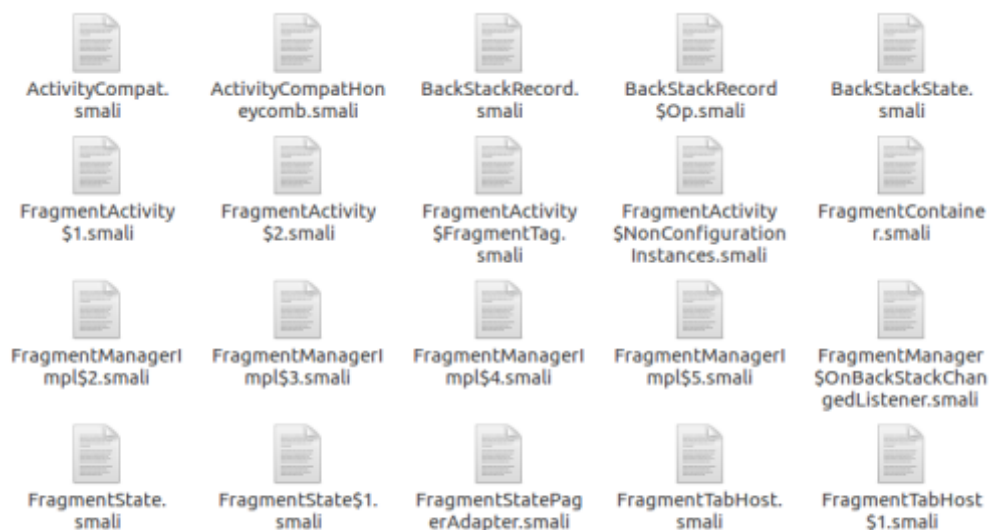 ActivityCompat.
smali
ActivityCompatHon
eycomb.smali
BackStackRecord.
smali
BackStackRecord
$Op.smali
BackStackState.
smali
FragmentActivity
$1.smali
FragmentActivity
$2.smali
FragmentActivity
$FragmentTag.
smali
FragmentActivity
$NonConfiguration
Instances.smali
FragmentContaine
r.smali
FragmentManagerI
mpl$2.smali
FragmentManagerI
mpl$3.smali
FragmentManagerI
mpl$4.smali
FragmentManagerI
mpl$5.smali
FragmentManager
$OnBackStackChan
gedListener.smali
FragmentState.
smali
FragmentState$1.
smali
FragmentStatePag
erAdapter.smali
FragmentTabHost.
smali
FragmentTabHost
$1.smali